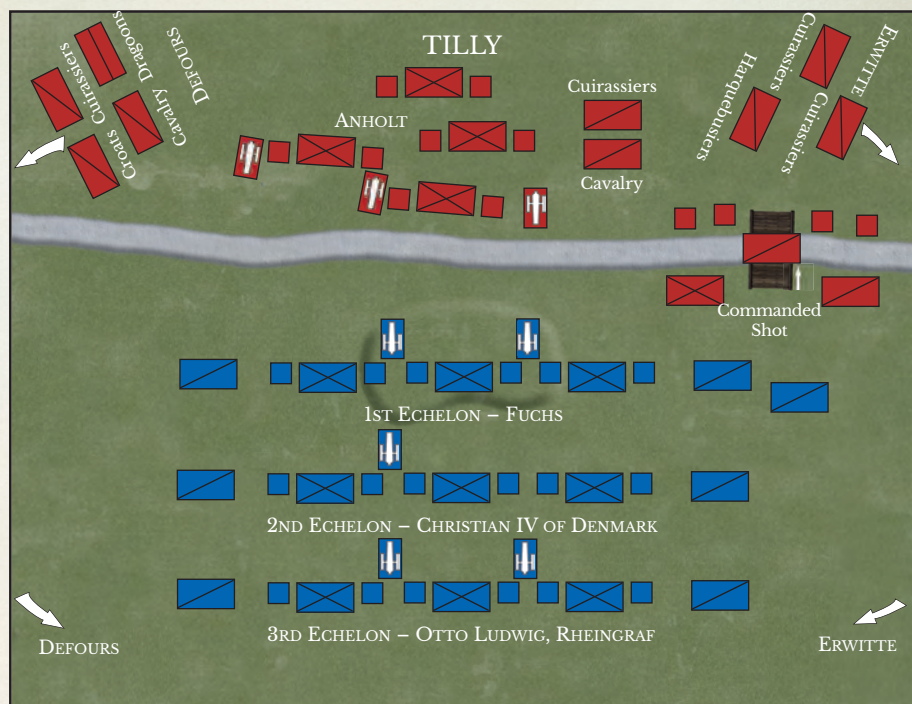 TILLY
DEFOURS
Dragoons
Cuirassiers
Cavalry
Croats
ANHOLT
Cuirassiers
Cavalry
Cuirassiers
ERWITTE
Harquebusiers
Cuirassiers
Commanded
Shot
1ST ECHELON – FUCHS
2ND ECHELON – CHRISTIAN IV OF DENMARK
3RD ECHELON – OTTO LUDWIG, RHEINGRAF
DEFOURS
ERWITTE